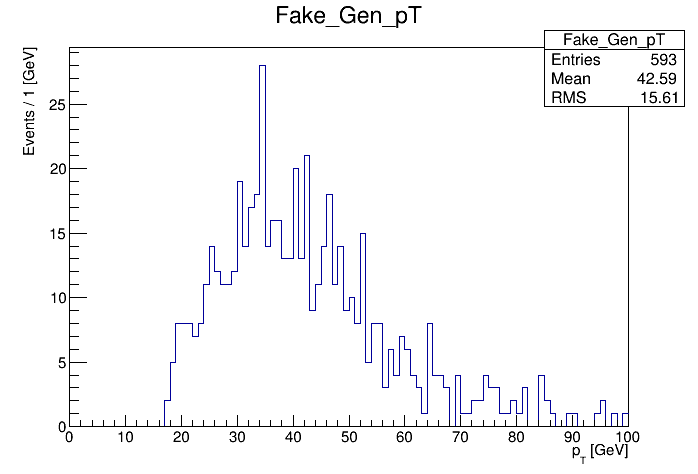 Fake_Gen_pT
Fake_Gen_pT
Entries 593
Mean 42.59
RMS 15.61
Events / 1 [GeV]
25
20
15
10
5
0
0 10 20 30 40 50 60 70 80 90 100
p_T [GeV]